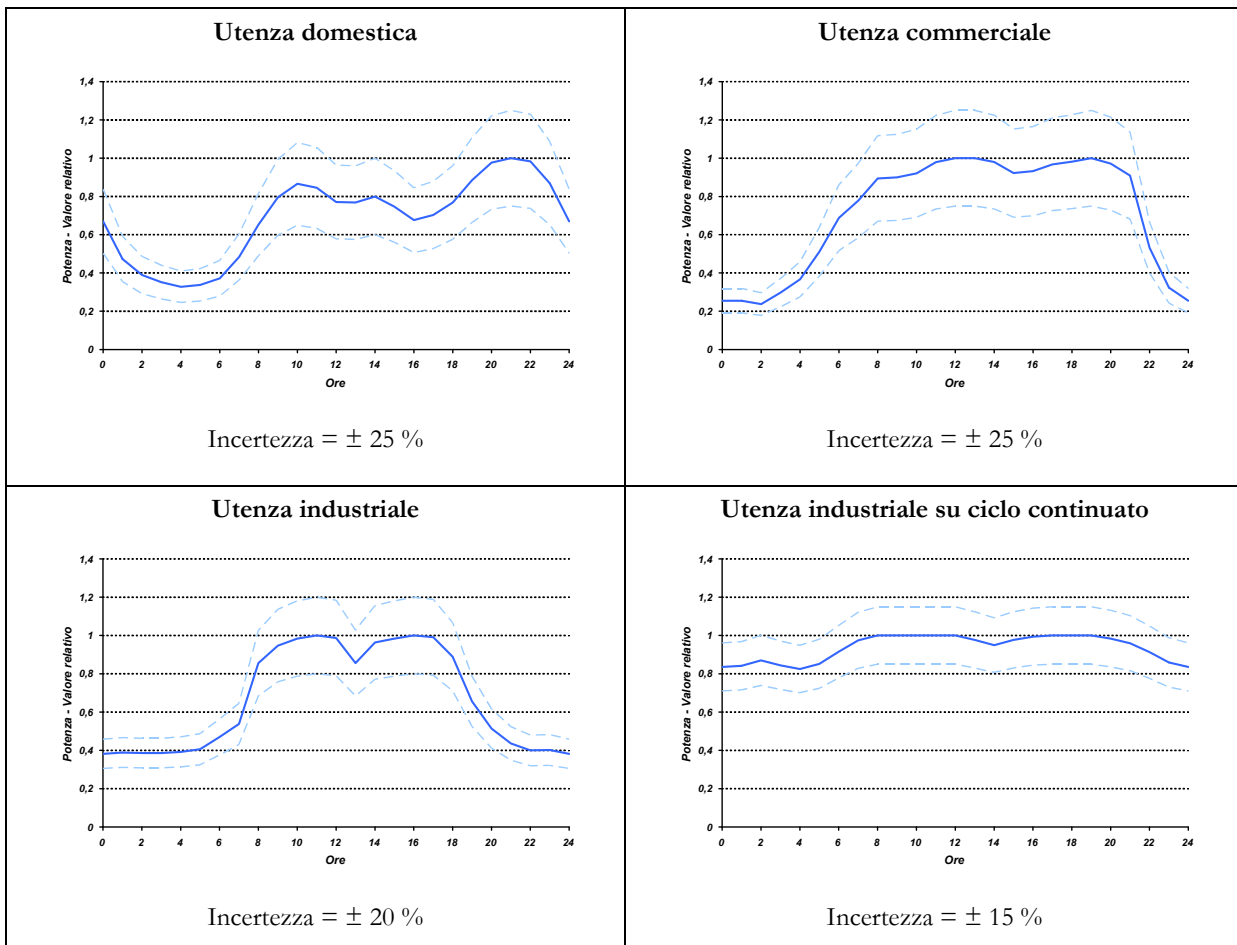 Utenza domestica
Potenza - Valore relativo
1,4
1,2
1
0,8
0,6
0,4
0,2
0
0 2 4 6 8 10 12 14 16 18 20 22 24
Ore
Incertezza = ± 25 %
Utenza commerciale
Potenza - Valore relativo
1,4
1,2
1
0,8
0,6
0,4
0,2
0
0 2 4 6 8 10 12 14 16 18 20 22 24
Ore
Incertezza = ± 25 %
Utenza industriale
Potenza - Valore relativo
1,4
1,2
1
0,8
0,6
0,4
0,2
0
0 2 4 6 8 10 12 14 16 18 20 22 24
Ore
Incertezza = ± 20 %
Utenza industriale su ciclo continuato
Potenza - Valore relativo
1,4
1,2
1
0,8
0,6
0,4
0,2
0
0 2 4 6 8 10 12 14 16 18 20 22 24
Ore
Incertezza = ± 15 %